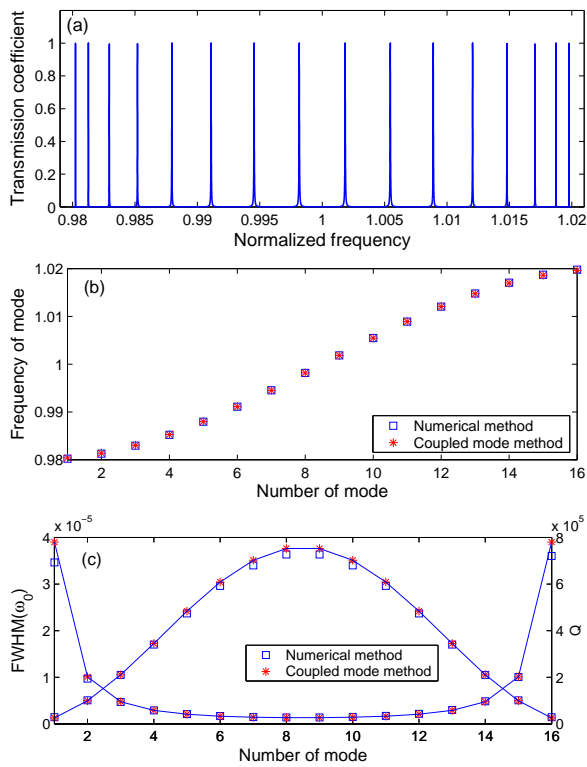 (a)
Transmission coefficient
1
0.8
0.6
0.4
0.2
0
0.98 0.985 0.99 0.995 1 1.005 1.01 1.015 1.02
Normalized frequency
(b)
Frequency of mode
1.02
1.01
1
0.99
0.98
2 4 6 8 10 12 14 16
Number of mode
Numerical method
Coupled mode method
(c)
x 10^-5
x 10^5
FWHM(ω_0)
4
3
2
1
0
Q
8
6
4
2
0
2 4 6 8 10 12 14 16
Number of mode
Numerical method
Coupled mode method